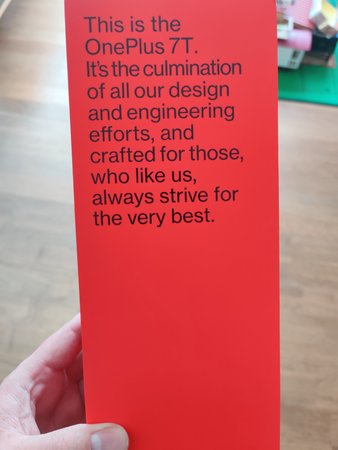 This is the
OnePlus 7T.
It's the culmination
of all our design
and engineering
efforts, and
crafted for those,
who like us,
always strive for
the very best.